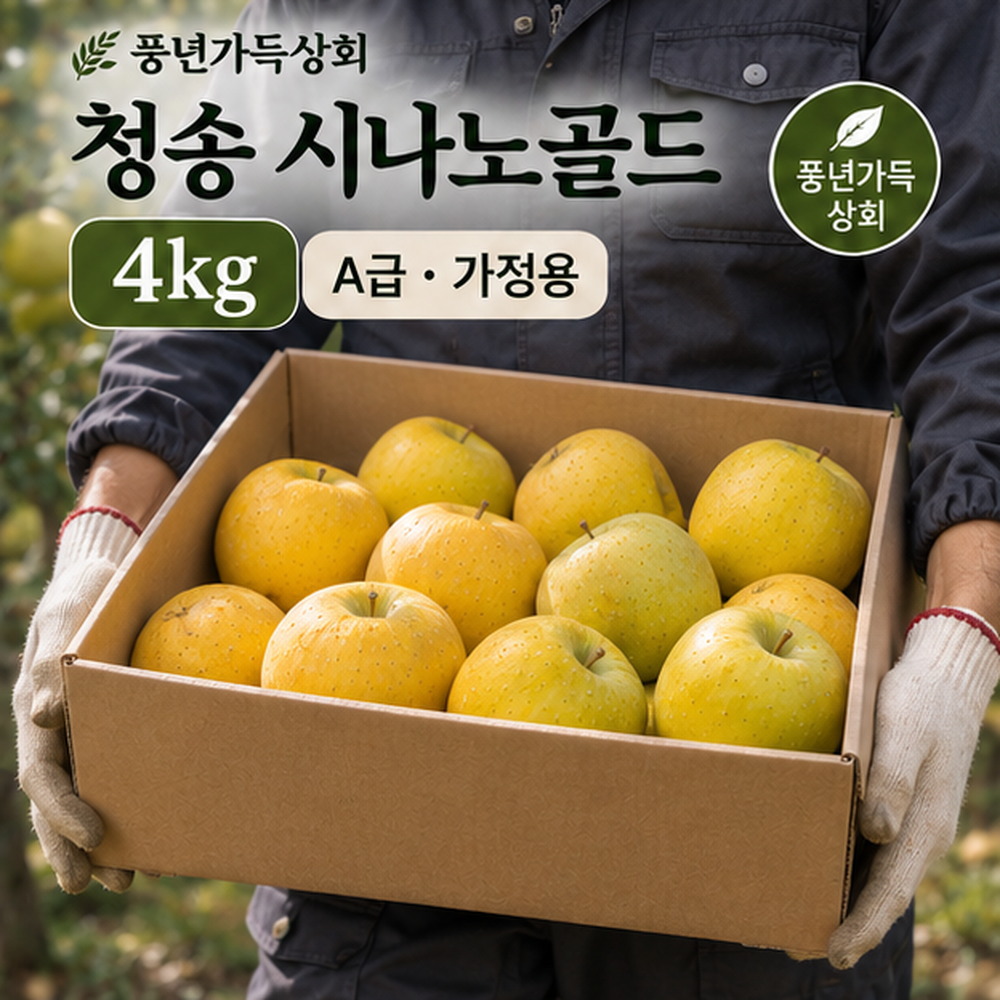 풍년가득상회
청송 시나노골드
4kg
A급 · 가정용
풍년가득
상회